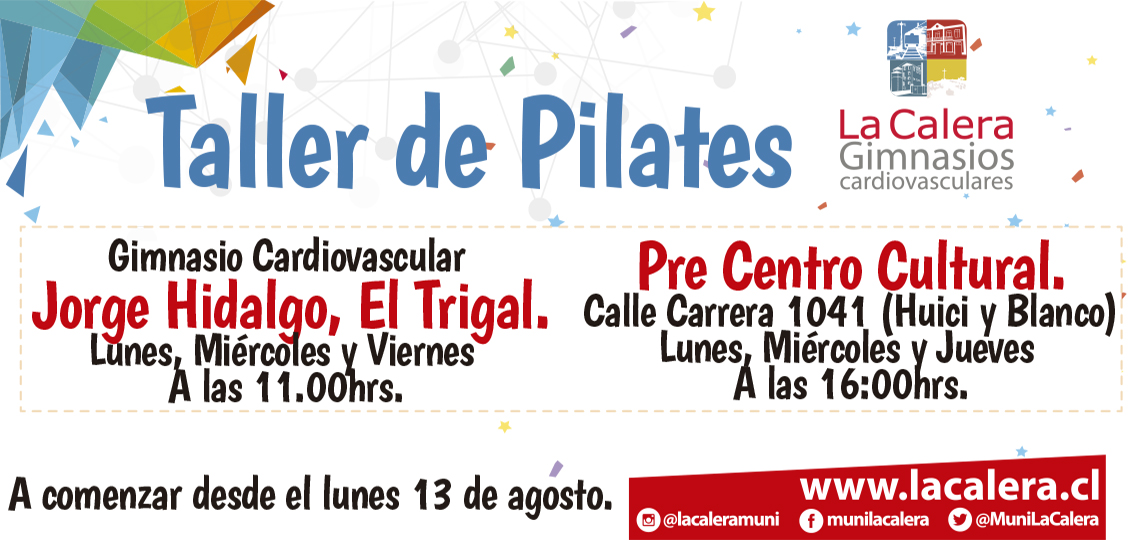 Taller de Pilates
La Calera
Gimnasios
cardiovasculares
Gimnasio Cardiovascular
Jorge Hidalgo, El Trigal.
Lunes, Miércoles y Viernes
A las 11.00hrs.
Pre Centro Cultural.
Calle Carrera 1041 (Huici y Blanco)
Lunes, Miércoles y Jueves
A las 16:00hrs.
A comenzar desde el lunes 13 de agosto.
www.lacalera.cl
@lacaleramuni munilacalera @MuniLaCalera